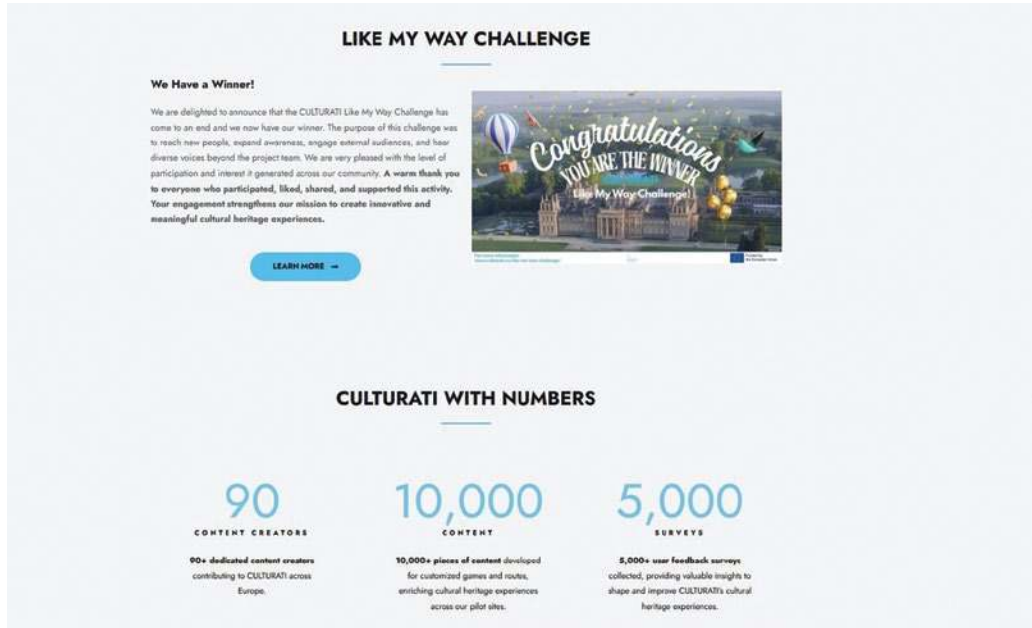 LIKE MY WAY CHALLENGE
We Have a Winner!
We are delighted to announce that the CULTURATI Like My Way Challenge has
come to an end and we now have our winner. The purpose of this challenge was
to reach new people, expand awareness, engage external audiences, and hear
diverse voices beyond the project team. We are very pleased with the level of
participation and interest it generated across our community. A warm thank you
to everyone who participated, liked, shared, and supported this activity.
Your engagement strengthens our mission to create innovative and
meaningful cultural heritage experiences.
LEARN MORE →
Congratulations
YOU ARE THE WINNER
Like My Way Challenge!
CULTURATI WITH NUMBERS
90
CONTENT CREATORS
90+ dedicated content creators
contributing to CULTURATI across
Europe.
10,000
CONTENT
10,000+ pieces of content developed
for customized games and routes,
enriching cultural heritage experiences
across our pilot sites.
5,000
SURVEYS
5,000+ user feedback surveys
collected, providing valuable insights to
shape and improve CULTURATI's cultural
heritage experiences.